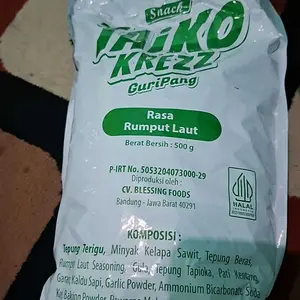 Snack
TAIKO
KREZZ
GuriPang
Rasa
Rumput Laut
Berat Bersih : 500 g
P-IRT No. 5053204073000-29
Diproduksi oleh :
CV. BLESSING FOODS
Bandung - Jawa Barat 40291
HALAL
INDONESIA
KOMPOSISI :
Tepung Terigu, Minyak Kelapa Sawit, Tepung Beras,
Rumput Laut Seasoning, Gula, Tepung Tapioka, Pati Kentang,
Garam, Kaldu Sapi, Garlic Powder, Ammonium Bicarbonate, Soda
Kue, Baking Powder,